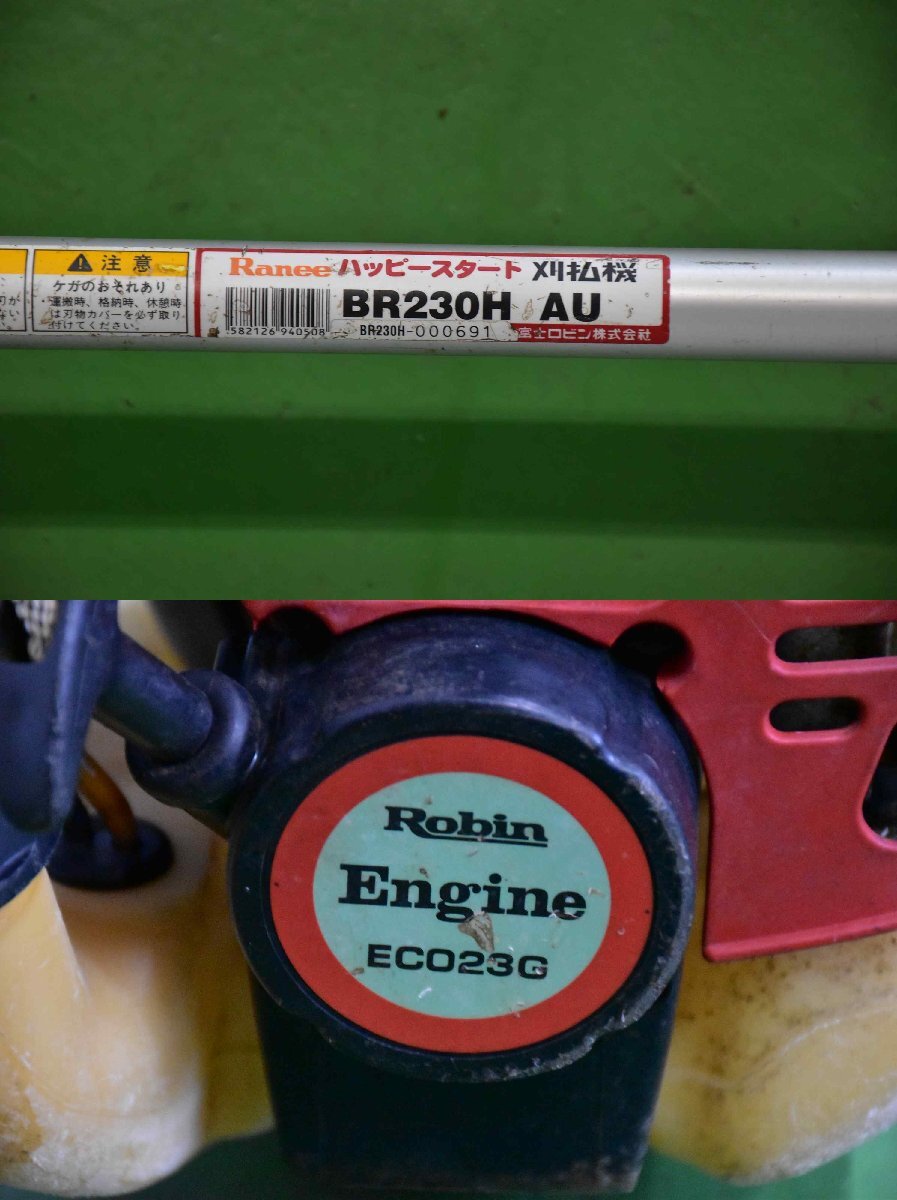 注意
ケガのおそれあり
運搬時、格納時、休憩時
は刃物カバーを必ず取り
付けてください。
Ranee ハッピースタート 刈払機
BR230H AU
582126 940508
BR230H-000691
富士ロビン株式会社
Robin
Engine
ECO23G